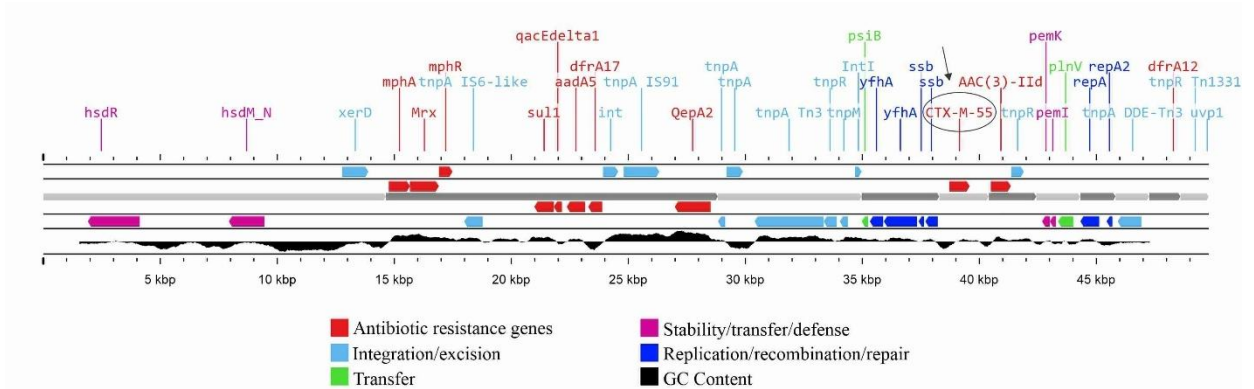 qacEdelta1 psiB pemK
mphR dfrA17 tnpA IntI ssb repA2 dfrA12
mphA tnpA IS6-like aadA5 tnpA IS91 tnpA tnpR yfhA ssb AAC(3)-IId plnV repA tnpR Tn1331
hsdR hsdM_N xerD Mrx sul1 int QepA2 tnpA Tn3 tnpM yfhA CTX-M-55 tnpR pemI tnpA DDE-Tn3 uvp1
5 kbp 10 kbp 15 kbp 20 kbp 25 kbp 30 kbp 35 kbp 40 kbp 45 kbp
Antibiotic resistance genes
Integration/excision
Transfer
Stability/transfer/defense
Replication/recombination/repair
GC Content